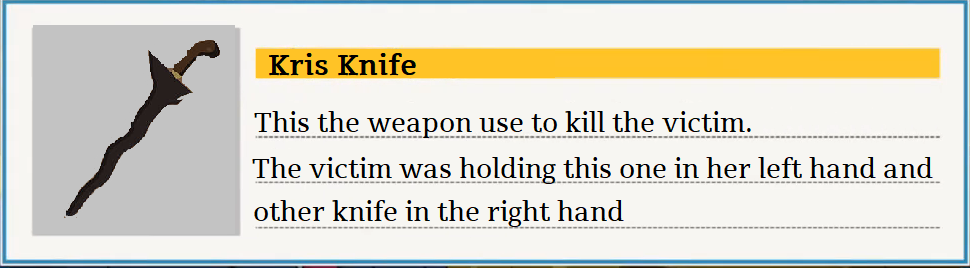 Kris Knife
This the weapon use to kill the victim.
The victim was holding this one in her left hand and
other knife in the right hand